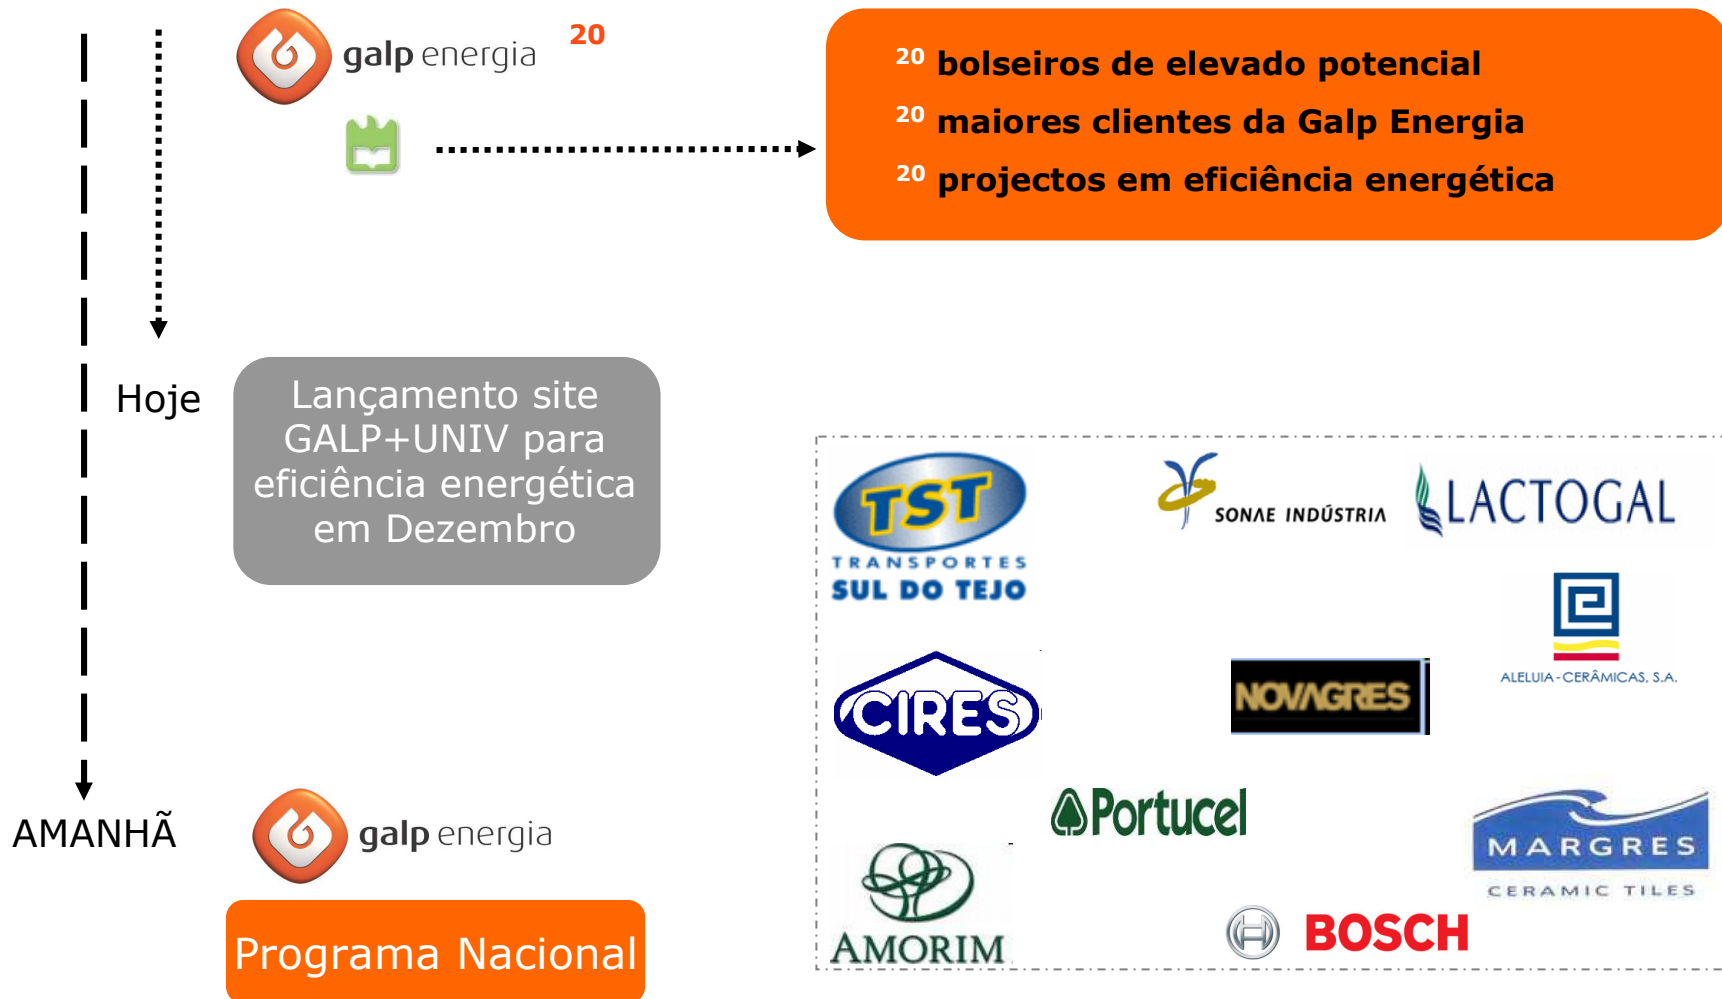 galp energia 20
20 bolseiros de elevado potencial
20 maiores clientes da Galp Energia
20 projectos em eficiência energética
Hoje
Lançamento site
GALP+UNIV para
eficiência energética
em Dezembro
TST
TRANSPORTES
SUL DO TEJO
SONAE INDÚSTRIA
LACTOGAL
ALELUIA-CERÂMICAS, S.A.
CIRES
NOVAGRES
Portucel
MARGRES
CERAMIC TILES
AMORIM
BOSCH
AMANHÃ
galp energia
Programa Nacional